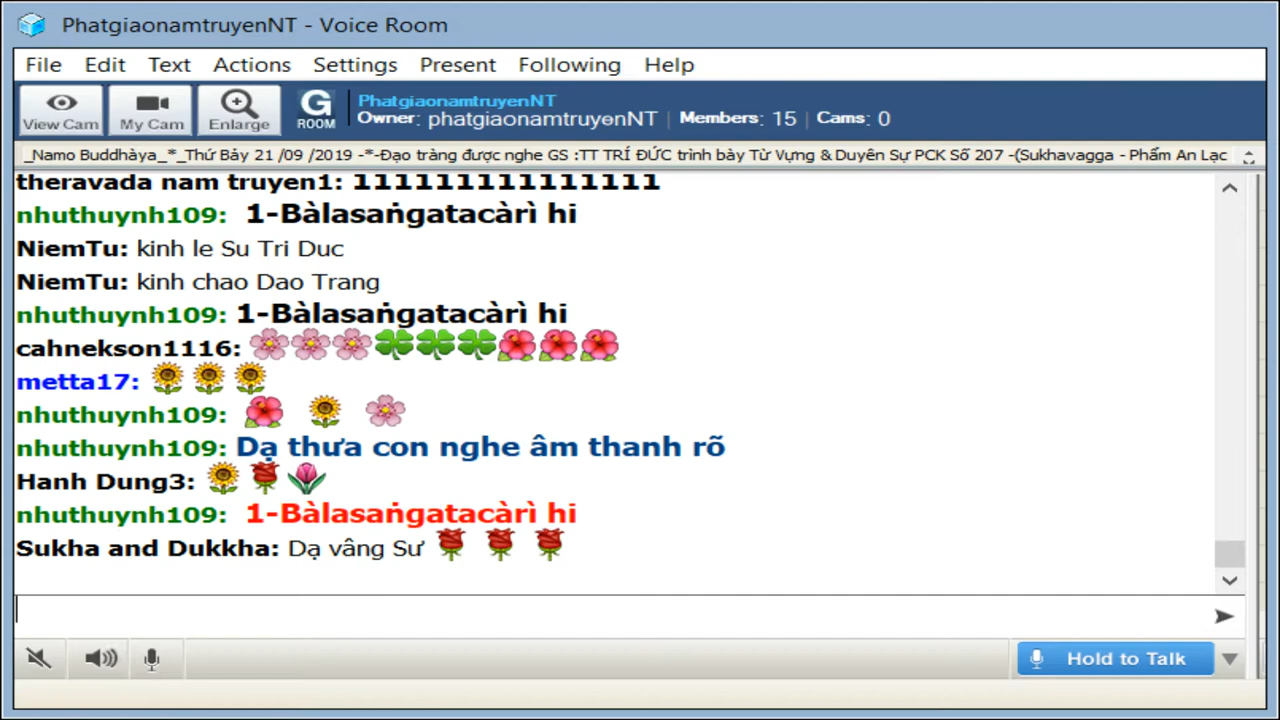 PhatgiaonamtruyenNT - Voice Room
File Edit Text Actions Settings Present Following Help
View Cam My Cam Enlarge G ROOM
PhatgiaonamtruyenNT
Owner: phatgiaonamtruyenNT | Members: 15 | Cams: 0
_Namo Buddhàya_*_Thứ Bảy 21 /09 /2019 -*-Đạo tràng được nghe GS :TT TRÍ ĐỨC trình bày Từ Vựng & Duyên Sự PCK Số 207 -(Sukhavagga - Phẩm An Lạc
theravada nam truyen1: 111111111111111
nhuthuynh109: 1-Bàlasaṅgatacàrì hi
NiemTu: kinh le Su Tri Duc
NiemTu: kinh chao Dao Trang
nhuthuynh109: 1-Bàlasaṅgatacàrì hi
cahnekson1116:
metta17:
nhuthuynh109:
nhuthuynh109: Dạ thưa con nghe âm thanh rõ
Hanh Dung3:
nhuthuynh109: 1-Bàlasaṅgatacàrì hi
Sukha and Dukkha: Dạ vâng Sư
Hold to Talk